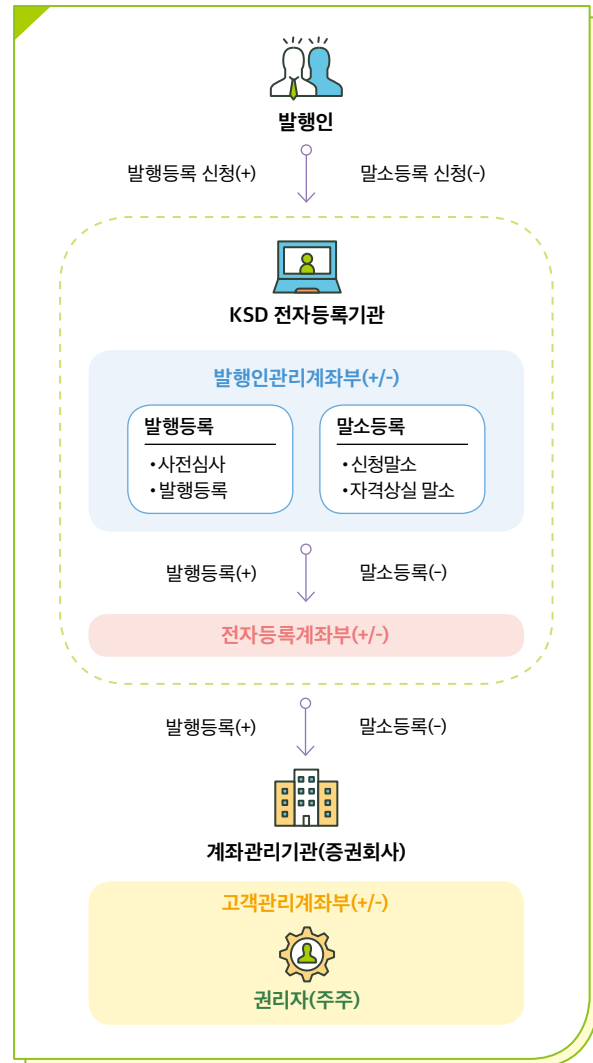 발행인
발행등록 신청(+) 말소등록 신청(-)
KSD 전자등록기관
발행인관리계좌부(+/-)
발행등록
•사전심사
•발행등록
말소등록
•신청말소
•자격상실 말소
발행등록(+) 말소등록(-)
전자등록계좌부(+/-)
발행등록(+) 말소등록(-)
계좌관리기관(증권회사)
고객관리계좌부(+/-)
권리자(주주)